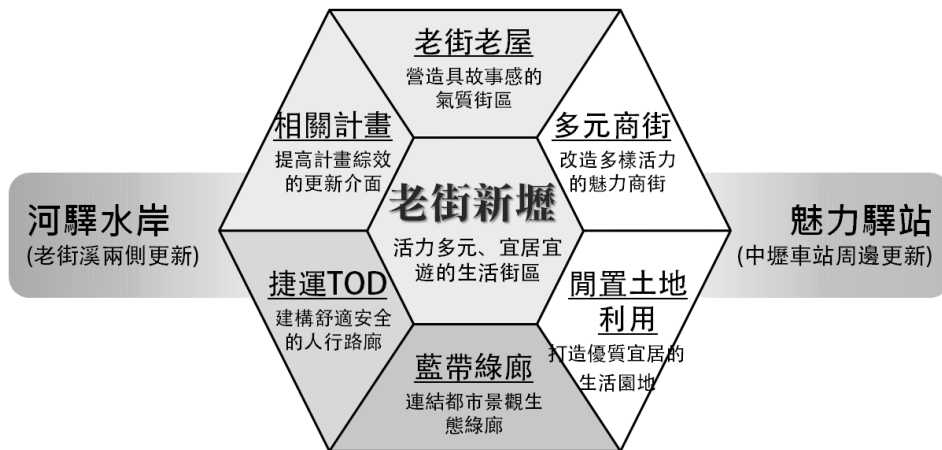 老街老屋
營造具故事感的
氣質街區
相關計畫
提高計畫綜效
的更新介面
多元商街
改造多樣活力
的魅力商街
河驛水岸
(老街溪兩側更新)
老街新壢
活力多元、宜居宜
遊的生活街區
魅力驛站
(中壢車站周邊更新)
捷運TOD
建構舒適安全
的人行路廊
閒置土地
利用
打造優質宜居的
生活園地
藍帶綠廊
連結都市景觀生
態綠廊